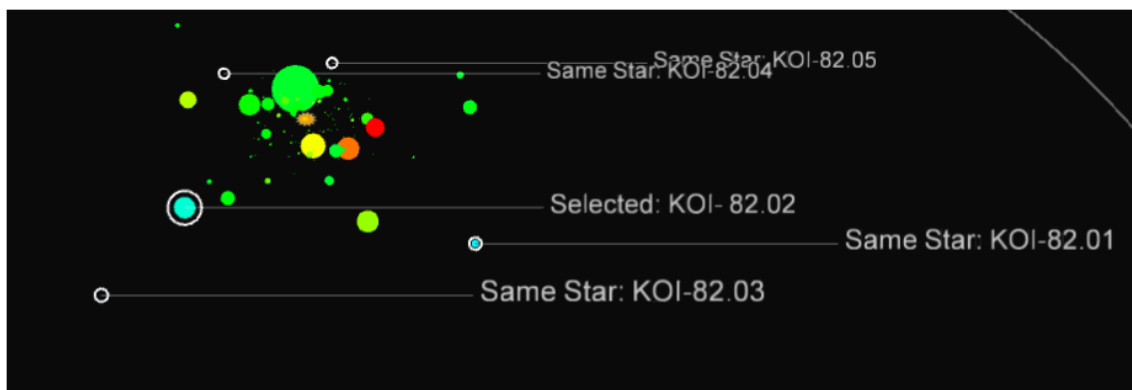 Same Star: KOI-82.05
Same Star: KOI-82.04
Selected: KOI- 82.02
Same Star: KOI-82.01
Same Star: KOI-82.03